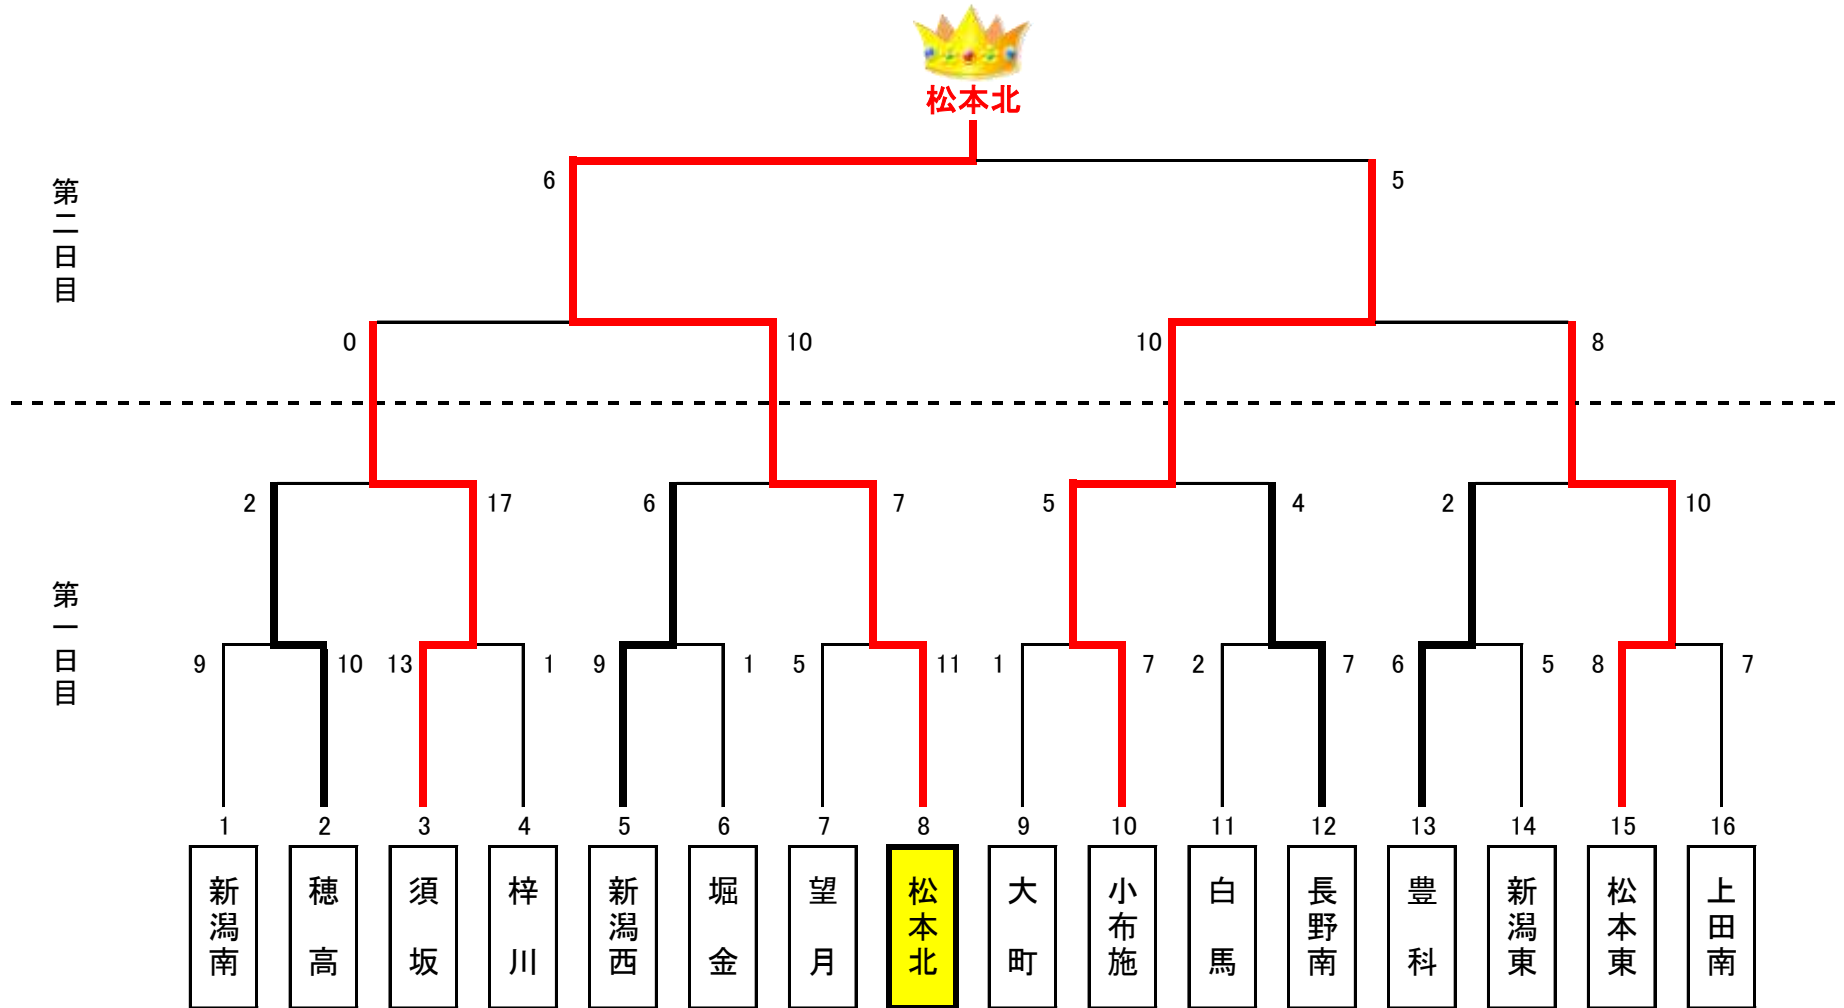 松本北
第二日目
6 5
0 10 10 8
2 17 6 7 5 4 2 10
第一日目
9 10 13 1 9 1 5 11 1 7 2 7 6 5 8 7
1 2 3 4 5 6 7 8 9 10 11 12 13 14 15 16
新潟南
穂高
須坂
梓川
新潟西
堀金
望月
松本北
大町
小布施
白馬
長野南
豊科
新潟東
松本東
上田南